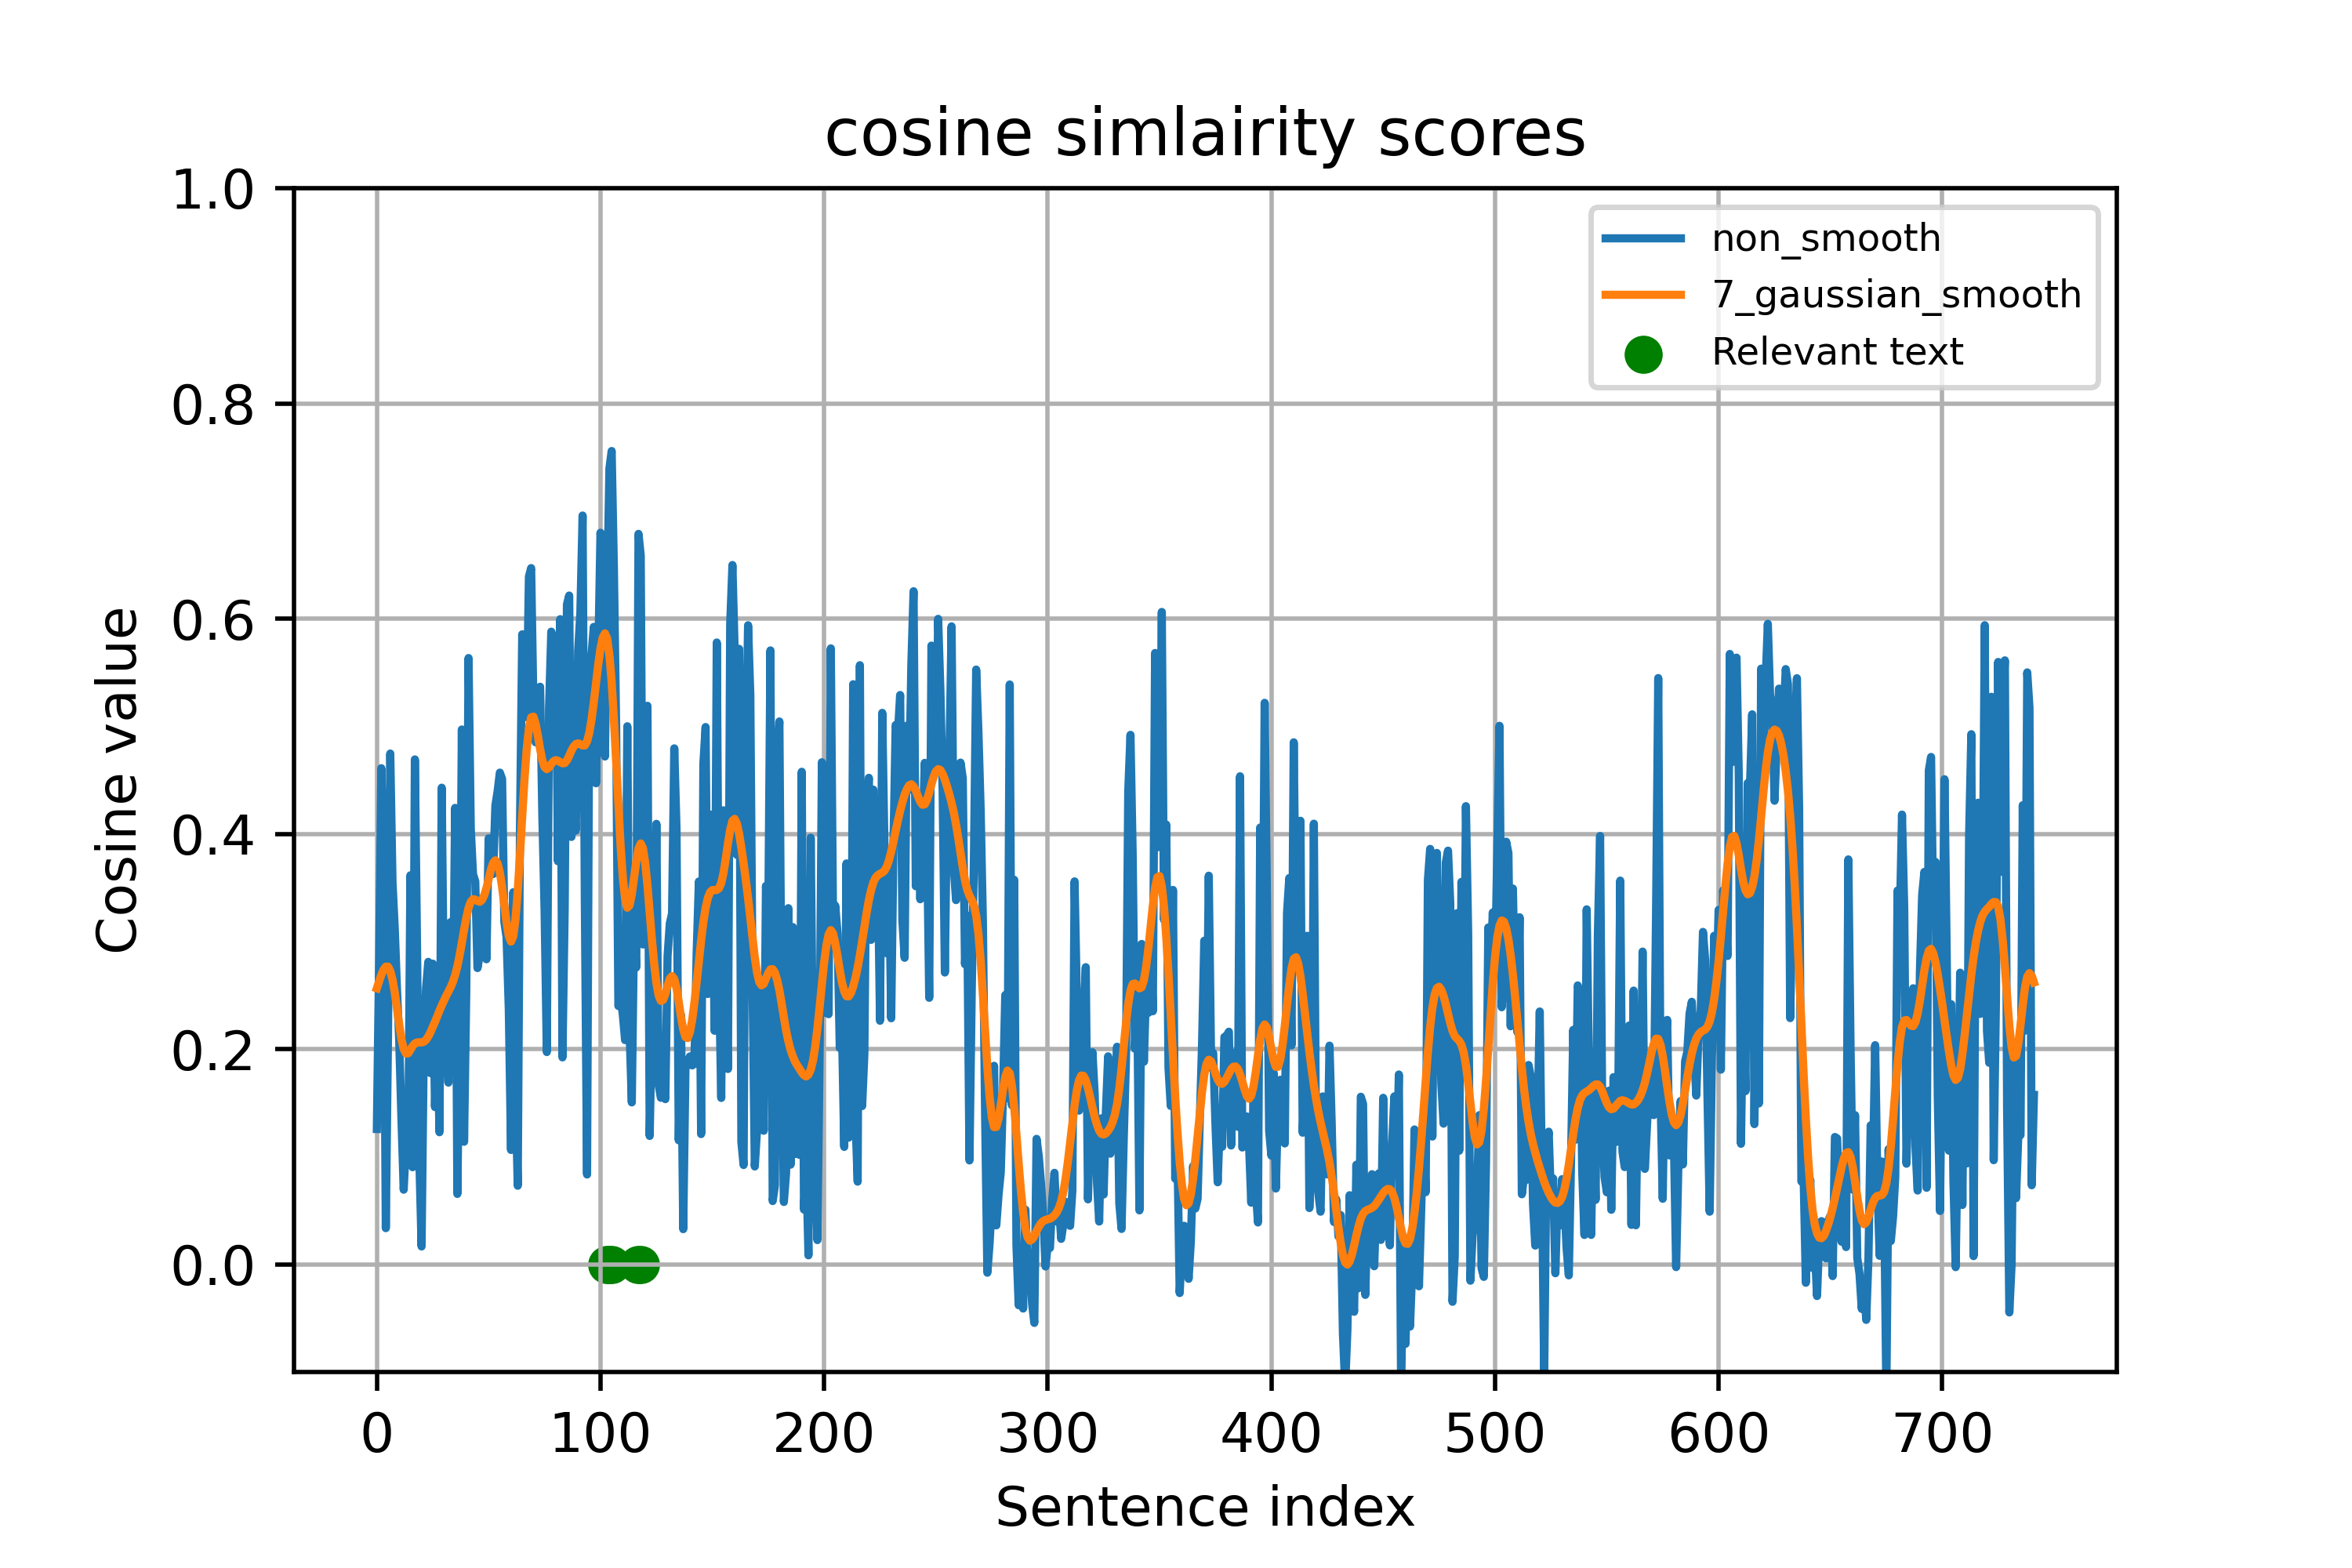 cosine simlairity scores
1.0
0.8
0.6
0.4
0.2
0.0
Cosine value
non_smooth
7_gaussian_smooth
Relevant text
0 100 200 300 400 500 600 700
Sentence index